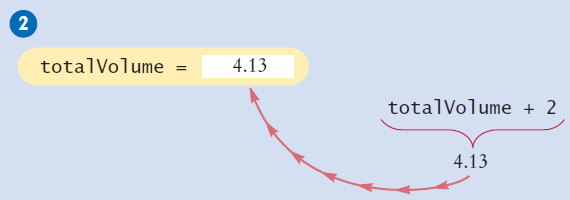 2
totalVolume = 4.13
totalVolume + 2
4.13